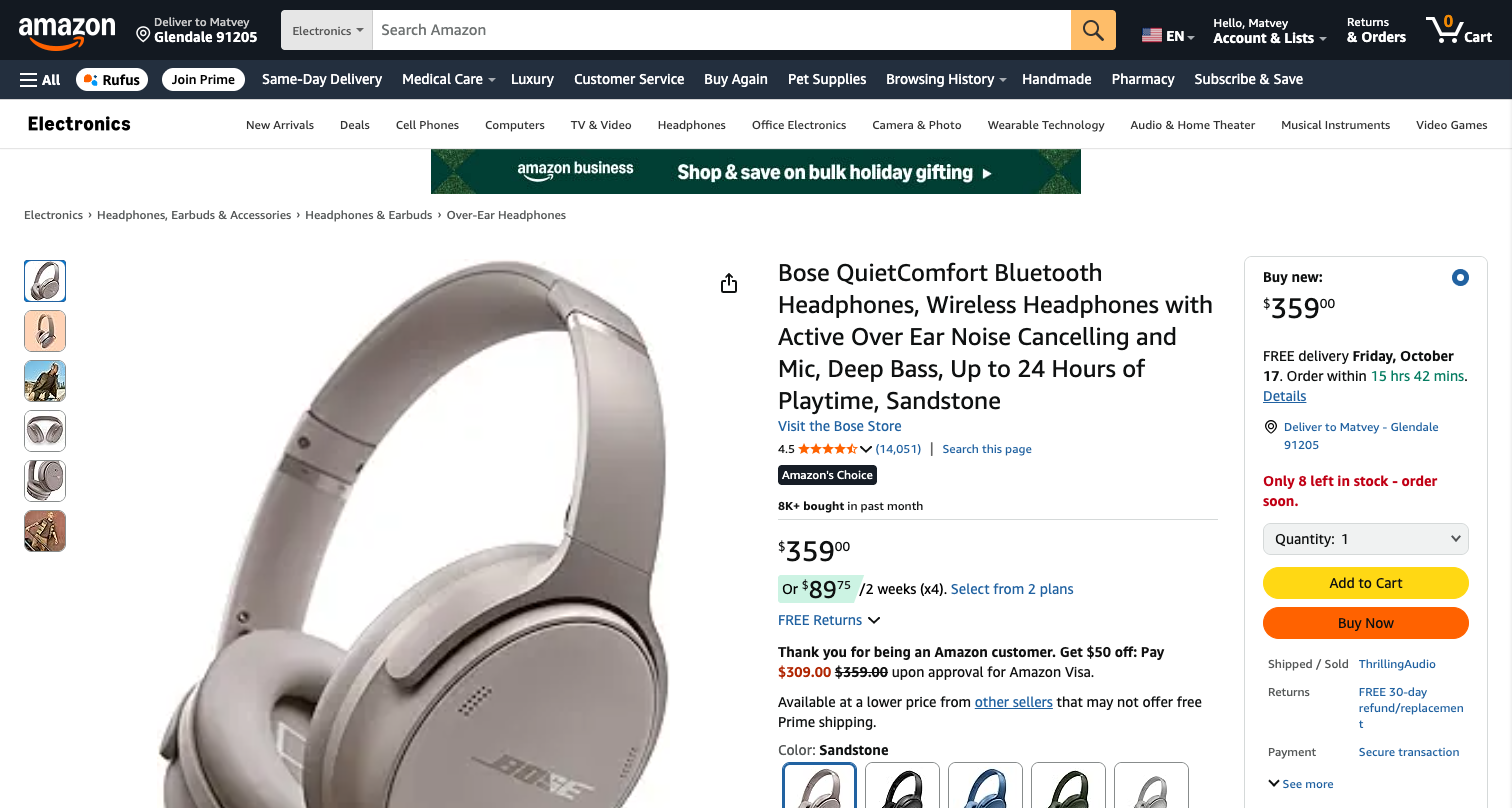 amazon
Deliver to Matvey
Glendale 91205
Electronics
Search Amazon
EN
Hello, Matvey
Account & Lists
Returns
& Orders
0
Cart
All
Rufus
Join Prime
Same-Day Delivery
Medical Care
Luxury
Customer Service
Buy Again
Pet Supplies
Browsing History
Handmade
Pharmacy
Subscribe & Save
Electronics
New Arrivals
Deals
Cell Phones
Computers
TV & Video
Headphones
Office Electronics
Camera & Photo
Wearable Technology
Audio & Home Theater
Musical Instruments
Video Games
amazon business
Shop & save on bulk holiday gifting
Electronics › Headphones, Earbuds & Accessories › Headphones & Earbuds › Over-Ear Headphones
BOSE
Bose QuietComfort Bluetooth
Headphones, Wireless Headphones with
Active Over Ear Noise Cancelling and
Mic, Deep Bass, Up to 24 Hours of
Playtime, Sandstone
Visit the Bose Store
4.5 (14,051) | Search this page
Amazon's Choice
8K+ bought in past month
$35900
Or $8975 /2 weeks (x4). Select from 2 plans
FREE Returns
Thank you for being an Amazon customer. Get $50 off: Pay
$309.00 $359.00 upon approval for Amazon Visa.
Available at a lower price from other sellers that may not offer free
Prime shipping.
Color: Sandstone
Buy new:
$35900
FREE delivery Friday, October
17. Order within 15 hrs 42 mins.
Details
Deliver to Matvey - Glendale
91205
Only 8 left in stock - order
soon.
Quantity: 1
Add to Cart
Buy Now
Shipped / Sold ThrillingAudio
Returns FREE 30-day
refund/replacemen
t
Payment Secure transaction
See more